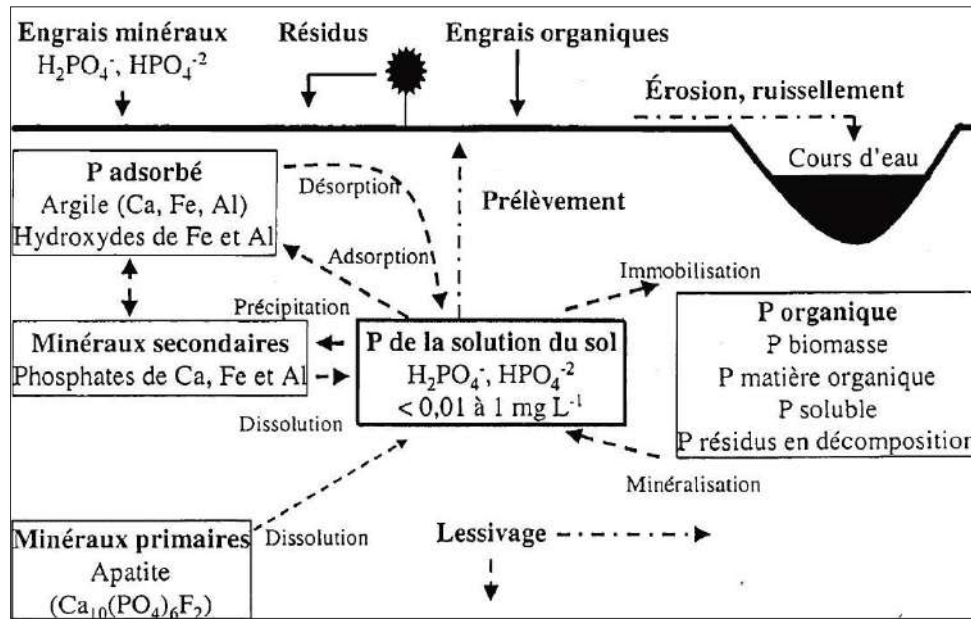 Engrais minéraux
H₂PO₄⁻, HPO₄⁻²
Résidus
Engrais organiques
Érosion, ruissellement
Cours d'eau
P adsorbé
Argile (Ca, Fe, Al)
Hydroxydes de Fe et Al
Désorption
Adsorption
Prélèvement
Immobilisation
Précipitation
Minéraux secondaires
Phosphates de Ca, Fe et Al
Dissolution
P de la solution du sol
H₂PO₄⁻, HPO₄⁻²
< 0,01 à 1 mg L⁻¹
P organique
P biomasse
P matière organique
P soluble
P résidus en décomposition
Minéralisation
Minéraux primaires
Apatite
(Ca₁₀(PO₄)₆F₂)
Dissolution
Lessivage